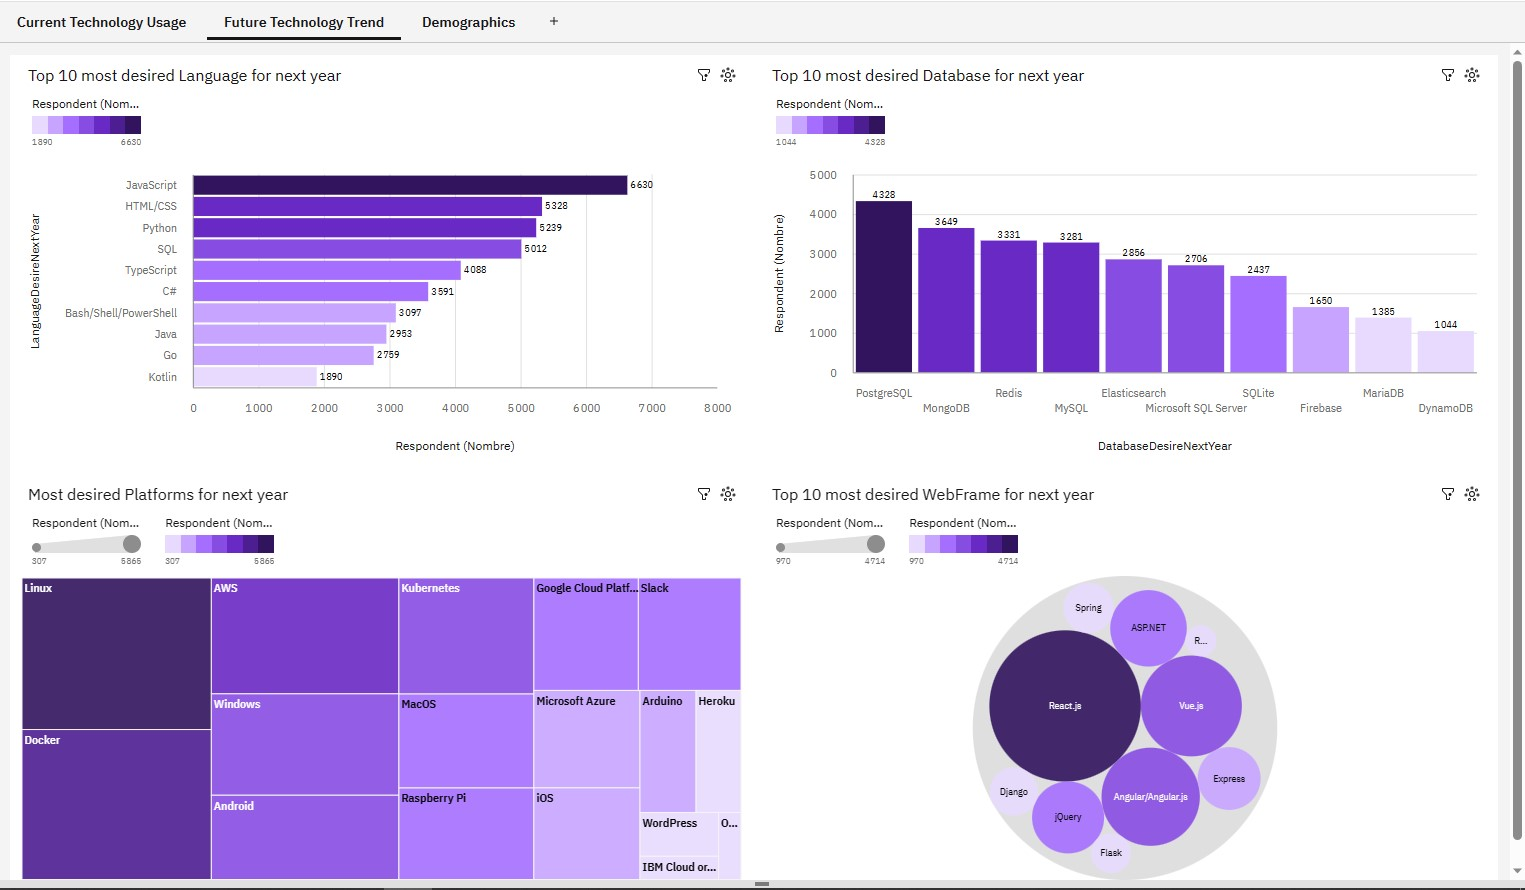 Current Technology Usage
Future Technology Trend
Demographics
+
Top 10 most desired Language for next year
Respondent (Nom...
1890 6630
LanguageDesireNextYear
JavaScript 6630
HTML/CSS 5328
Python 5239
SQL 5012
TypeScript 4088
C# 3591
Bash/Shell/PowerShell 3097
Java 2953
Go 2759
Kotlin 1890
0 1000 2000 3000 4000 5000 6000 7000 8000
Respondent (Nombre)
Top 10 most desired Database for next year
Respondent (Nom...
1044 4328
Respondent (Nombre)
5000
4000
3000
2000
1000
0
4328
3649
3331
3281
2856
2706
2437
1650
1385
1044
PostgreSQL
MongoDB
Redis
MySQL
Elasticsearch
Microsoft SQL Server
SQLite
Firebase
MariaDB
DynamoDB
DatabaseDesireNextYear
Most desired Platforms for next year
Respondent (Nom...
307 5865
Respondent (Nom...
307 5865
Linux
Docker
AWS
Windows
Android
Kubernetes
MacOS
Raspberry Pi
Google Cloud Platf...
Slack
Microsoft Azure
iOS
Arduino
Heroku
WordPress
O...
IBM Cloud or...
Top 10 most desired WebFrame for next year
Respondent (Nom...
970 4714
Respondent (Nom...
970 4714
Spring
ASP.NET
R...
React.js
Vue.js
Django
jQuery
Angular/Angular.js
Express
Flask